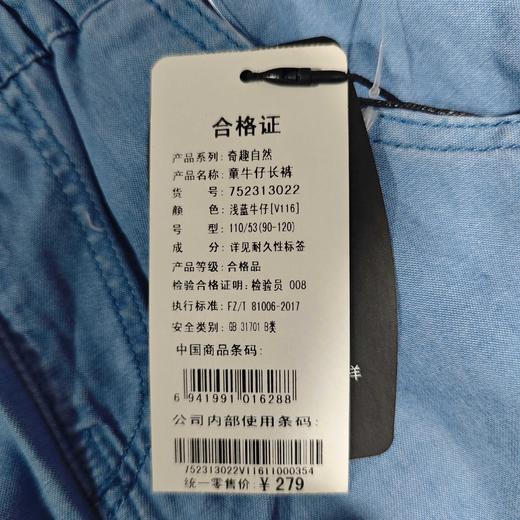 合格证
产品系列: 奇趣自然
产品名称: 童牛仔长裤
货 号: 752313022
颜 色: 浅蓝牛仔[V116]
号 型: 110/53(90-120)
成 分: 详见耐久性标签
产品等级: 合格品
检验合格证明: 检验员 008
执行标准: FZ/T 81006-2017
安全类别: GB 31701 B类
中国商品条码:
6 941991 016288
公司内部使用条码:
752313022V11611000354
统一零售价: ¥ 279
洋